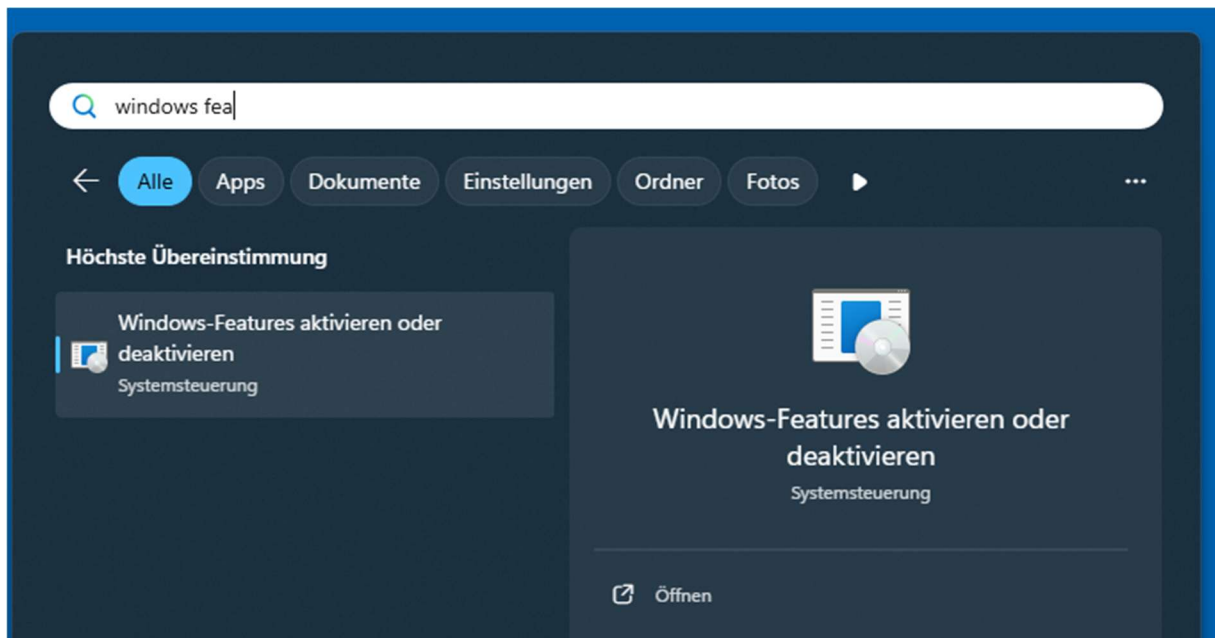 windows fea
Alle Apps Dokumente Einstellungen Ordner Fotos
Höchste Übereinstimmung
Windows-Features aktivieren oder
deaktivieren
Systemsteuerung
Windows-Features aktivieren oder
deaktivieren
Systemsteuerung
Öffnen